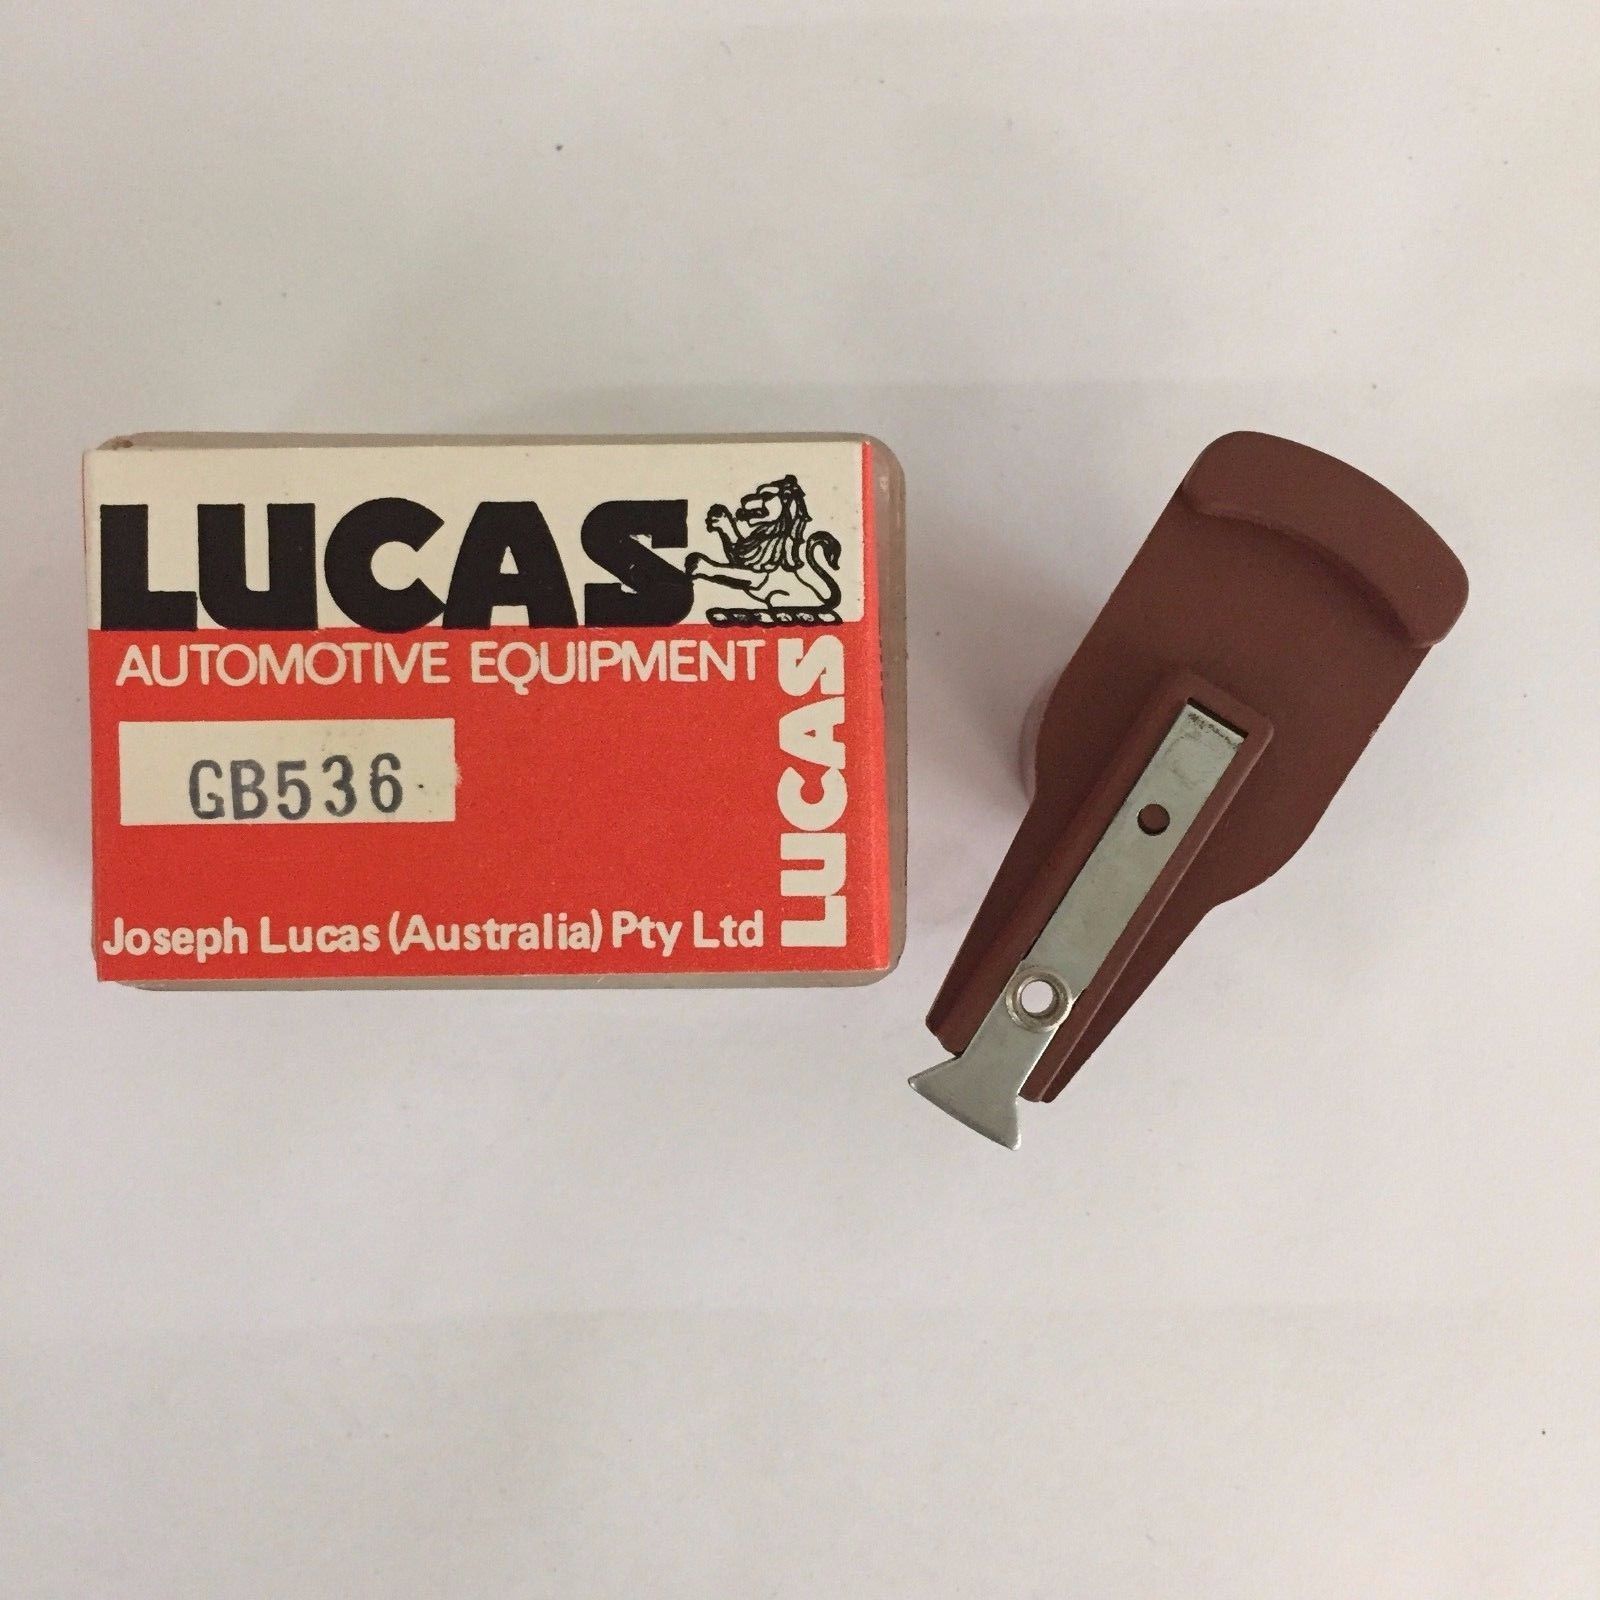 LUCAS
AUTOMOTIVE EQUIPMENT
LUCAS
GB536
Joseph Lucas (Australia) Pty Ltd